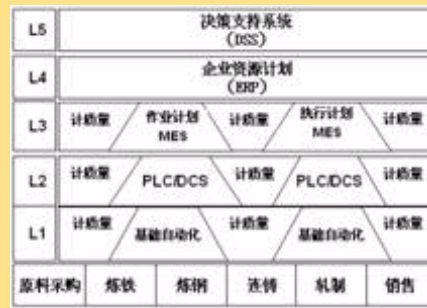 L5
决策支持系统
(DSS)
L4
企业资源计划
(ERP)
L3
计质量
作业计划
MES
计质量
执行计划
MES
计质量
L2
计质量
PLC/DCS
计质量
PLC/DCS
计质量
L1
计质量
基础自动化
计质量
基础自动化
计质量
原料采购
炼铁
炼钢
连铸
轧制
销售